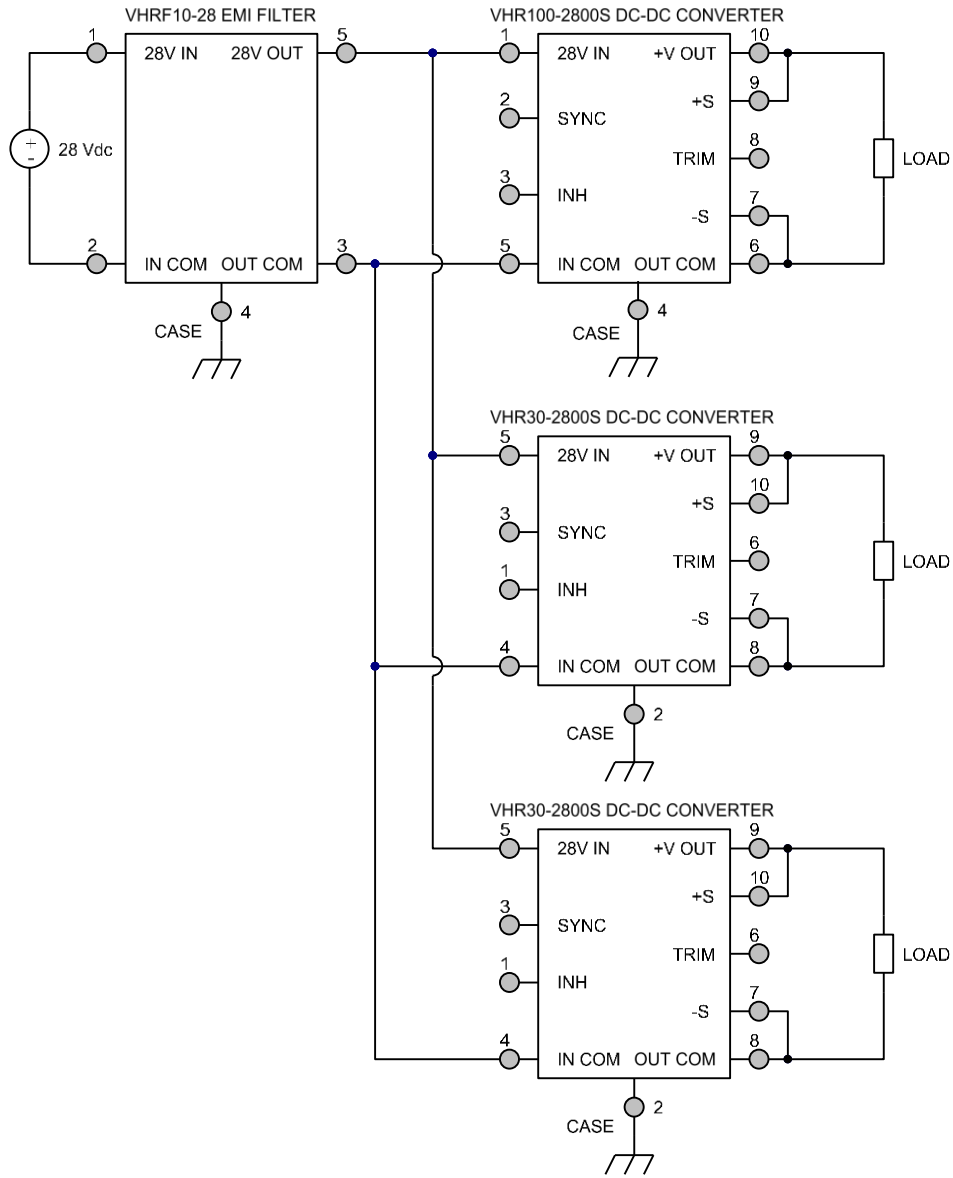 VHRF10-28 EMI FILTER
1
5
28V IN 28V OUT
+
-
28 Vdc
2
3
IN COM OUT COM
4
CASE
VHR100-2800S DC-DC CONVERTER
1
10
28V IN +V OUT
9
+S
2
SYNC
8
TRIM
LOAD
3
INH
7
-S
5
6
IN COM OUT COM
4
CASE
VHR30-2800S DC-DC CONVERTER
5
9
28V IN +V OUT
10
+S
3
SYNC
6
TRIM
LOAD
1
INH
7
-S
4
8
IN COM OUT COM
2
CASE
VHR30-2800S DC-DC CONVERTER
5
9
28V IN +V OUT
10
+S
3
SYNC
6
TRIM
LOAD
1
INH
7
-S
4
8
IN COM OUT COM
2
CASE